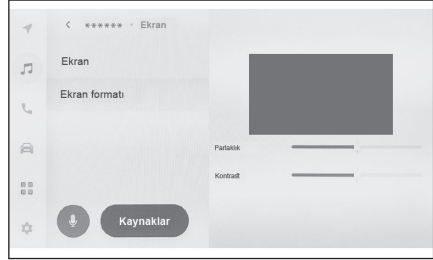 ****** • Ekran
Ekran
Ekran formatı
Parlaklık
Kontrast
Kaynaklar